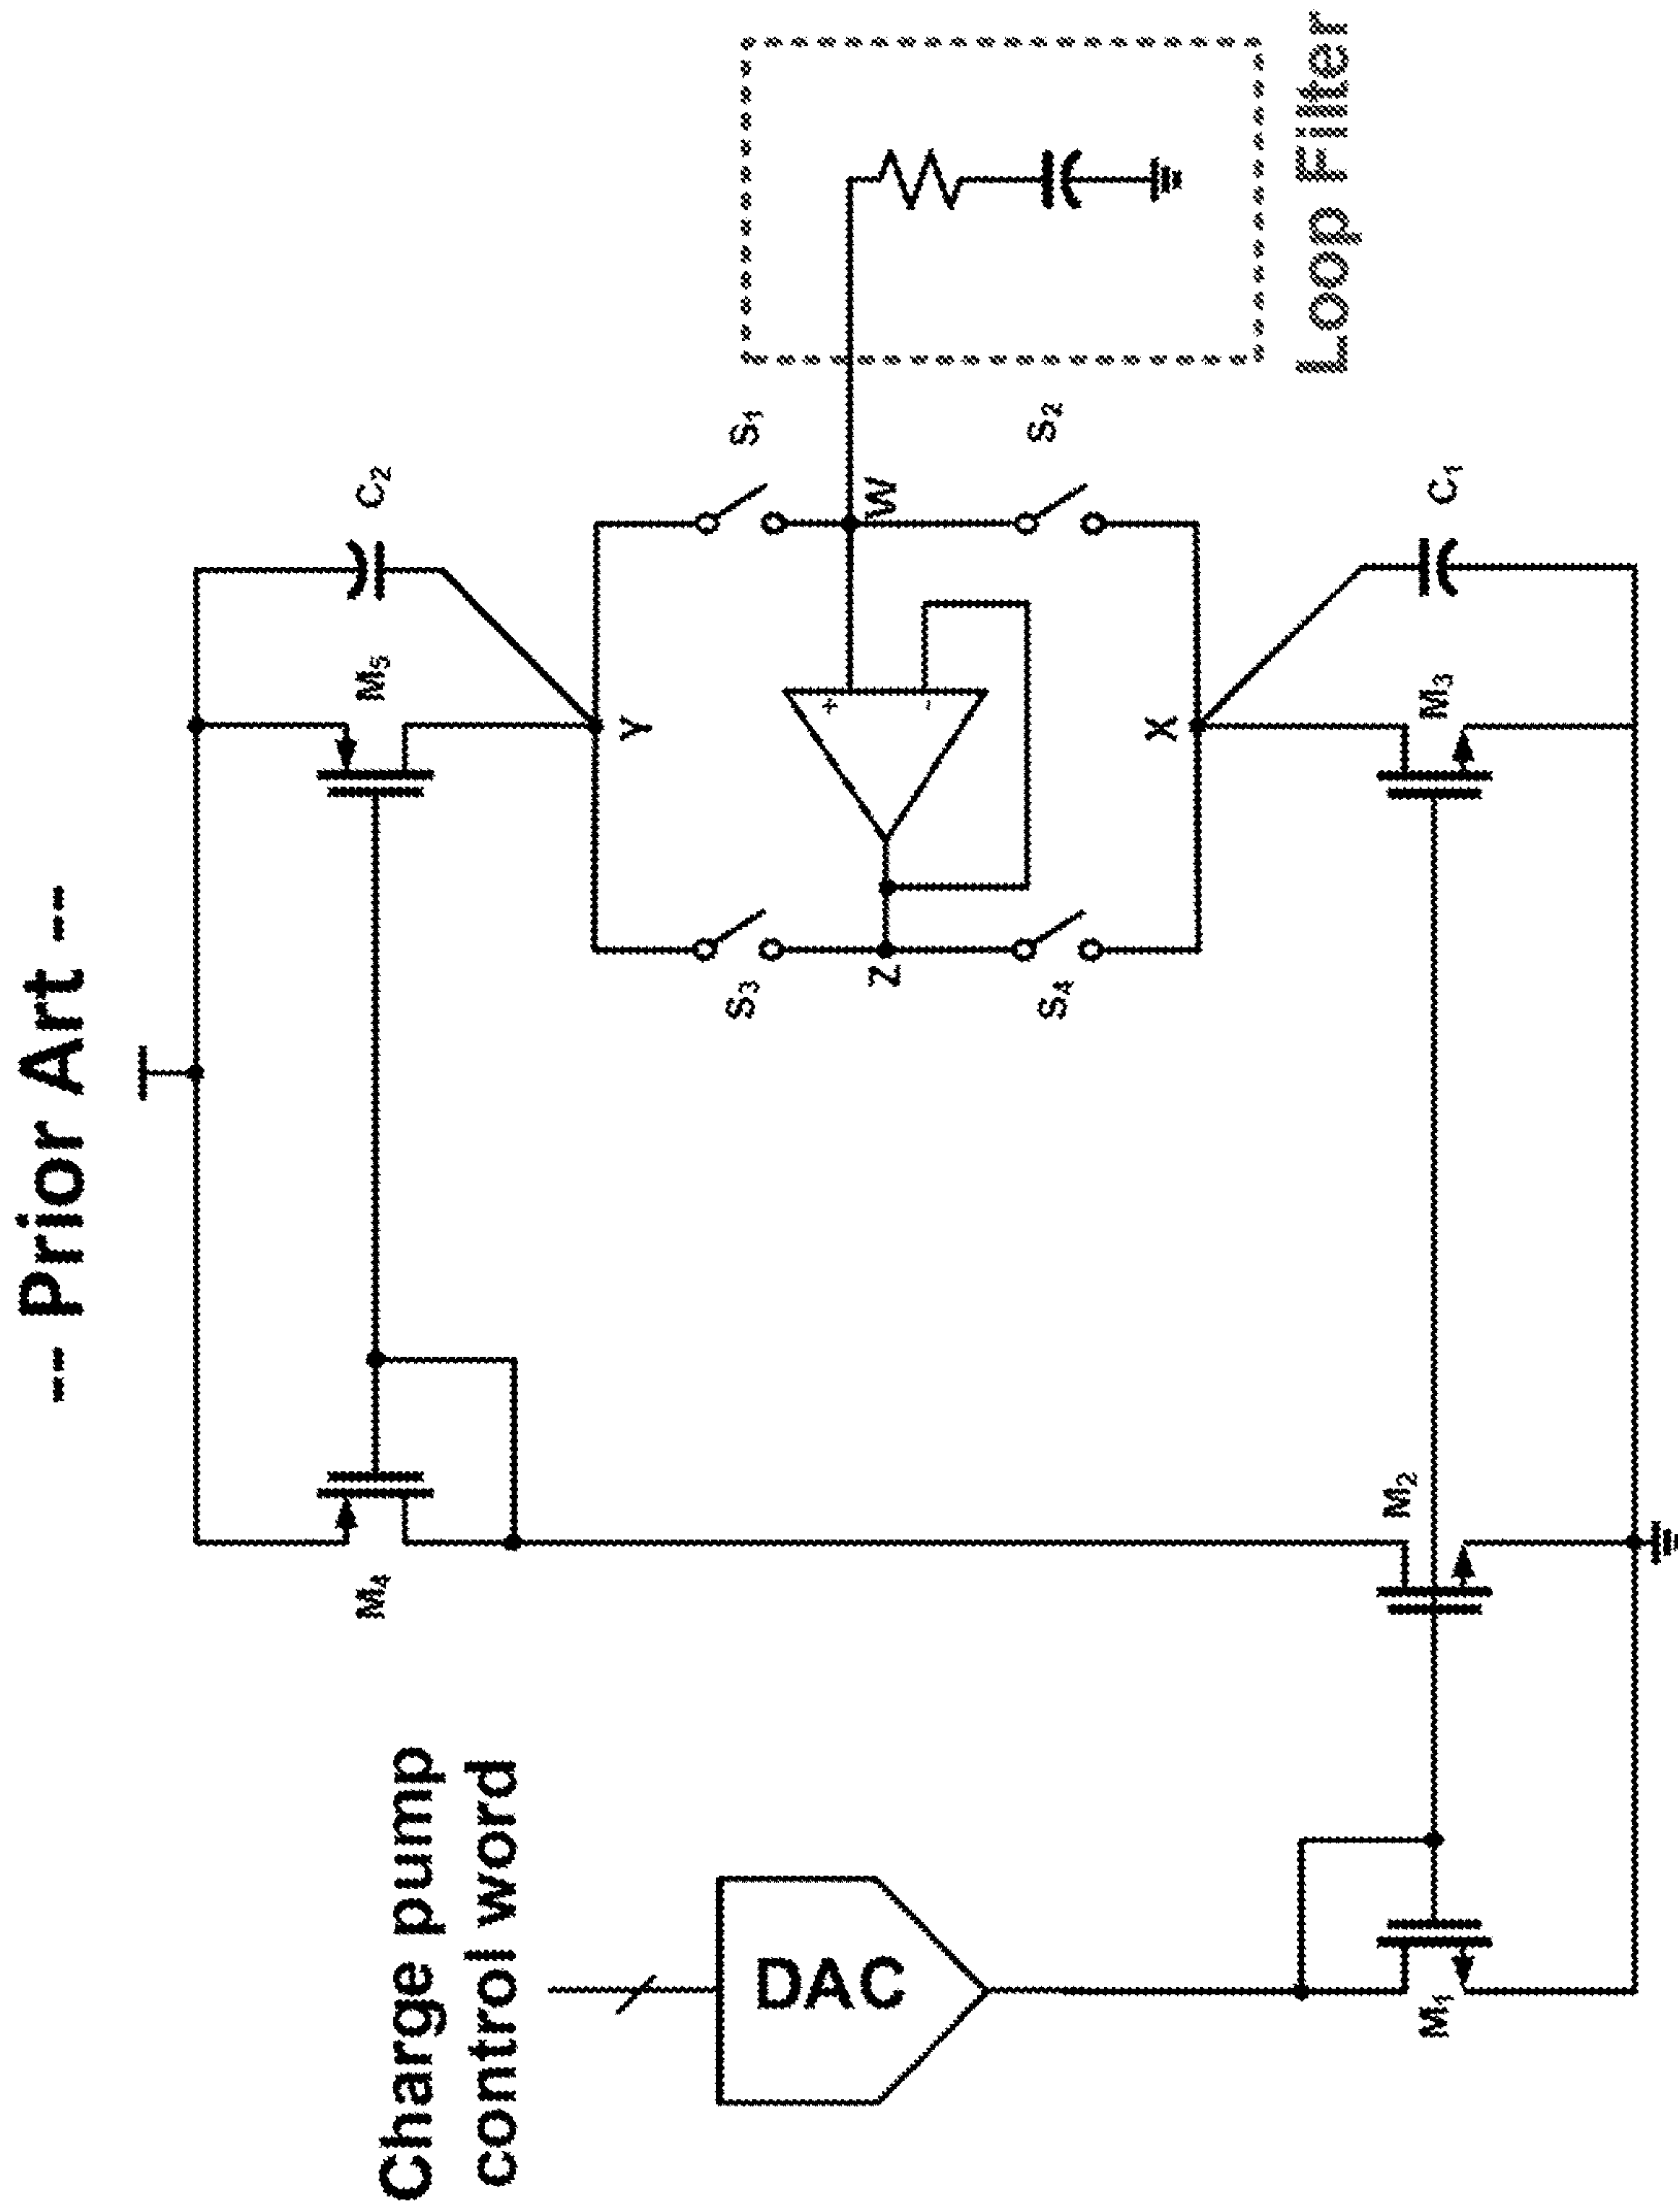 -- Prior Art --
M4
M5
C2
Y
S3
S1
+
-
Z
W
S4
S2
X
Charge pump
control word
DAC
M1
M2
M3
C1
Loop Filter